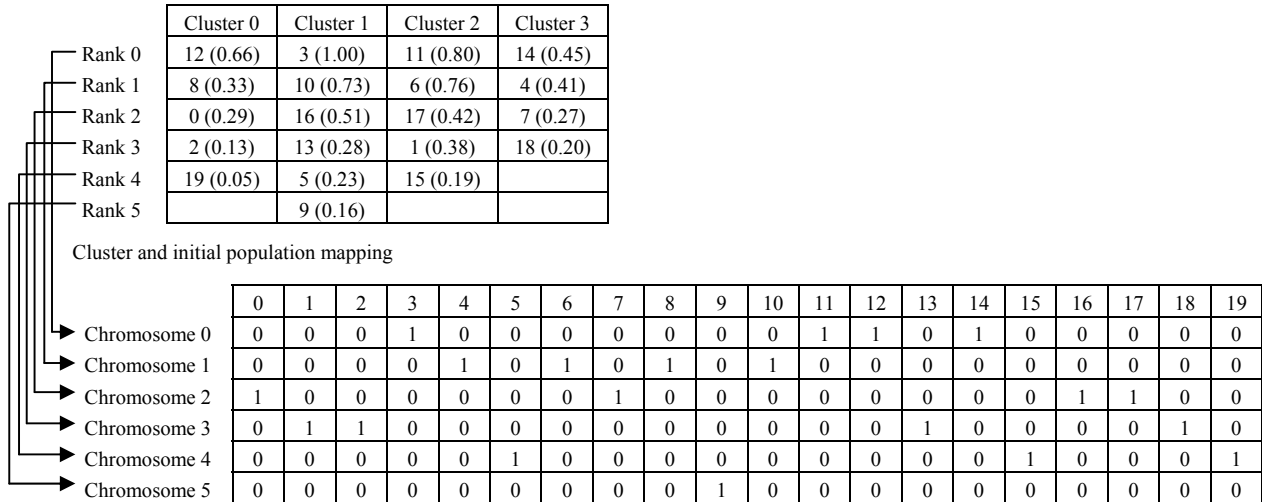 Cluster 0 Cluster 1 Cluster 2 Cluster 3
Rank 0 12 (0.66) 3 (1.00) 11 (0.80) 14 (0.45)
Rank 1 8 (0.33) 10 (0.73) 6 (0.76) 4 (0.41)
Rank 2 0 (0.29) 16 (0.51) 17 (0.42) 7 (0.27)
Rank 3 2 (0.13) 13 (0.28) 1 (0.38) 18 (0.20)
Rank 4 19 (0.05) 5 (0.23) 15 (0.19)
Rank 5 9 (0.16)
Cluster and initial population mapping
0 1 2 3 4 5 6 7 8 9 10 11 12 13 14 15 16 17 18 19
Chromosome 0 0 0 0 1 0 0 0 0 0 0 0 1 1 0 1 0 0 0 0 0
Chromosome 1 0 0 0 0 1 0 1 0 1 0 1 0 0 0 0 0 0 0 0 0
Chromosome 2 1 0 0 0 0 0 0 1 0 0 0 0 0 0 0 0 1 1 0 0
Chromosome 3 0 1 1 0 0 0 0 0 0 0 0 0 0 1 0 0 0 0 1 0
Chromosome 4 0 0 0 0 0 1 0 0 0 0 0 0 0 0 0 1 0 0 0 1
Chromosome 5 0 0 0 0 0 0 0 0 0 1 0 0 0 0 0 0 0 0 0 0